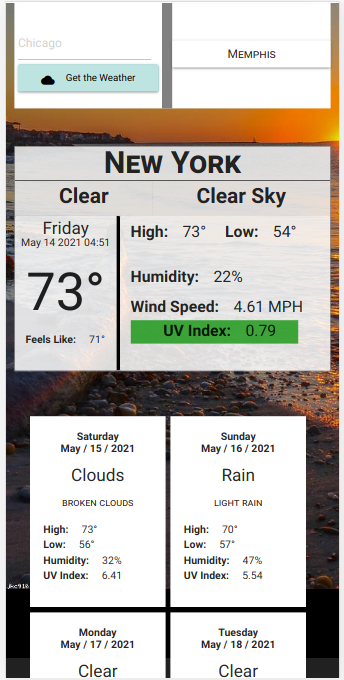 Chicago
Get the Weather
Memphis
New York
Clear
Clear Sky
Friday
May 14 2021 04:51
73°
Feels Like: 71°
High: 73° Low: 54°
Humidity: 22%
Wind Speed: 4.61 MPH
UV Index: 0.79
Saturday
May / 15 / 2021
Clouds
BROKEN CLOUDS
High: 73°
Low: 56°
Humidity: 32%
UV Index: 6.41
Sunday
May / 16 / 2021
Rain
LIGHT RAIN
High: 70°
Low: 57°
Humidity: 47%
UV Index: 5.54
Monday
May / 17 / 2021
Clear
Tuesday
May / 18 / 2021
Clear